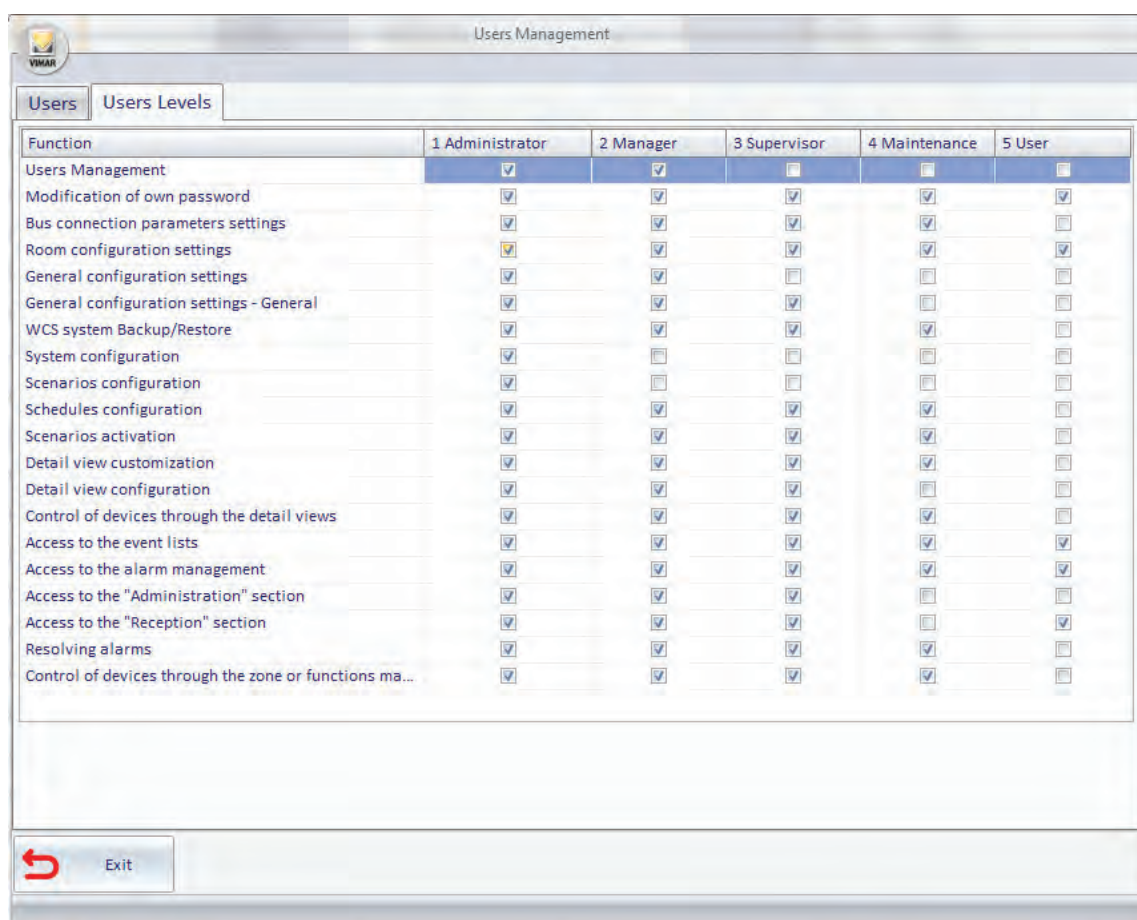 Users Management
VIMAR
Users Users Levels
Function 1 Administrator 2 Manager 3 Supervisor 4 Maintenance 5 User
Users Management
Modification of own password
Bus connection parameters settings
Room configuration settings
General configuration settings
General configuration settings - General
WCS system Backup/Restore
System configuration
Scenarios configuration
Schedules configuration
Scenarios activation
Detail view customization
Detail view configuration
Control of devices through the detail views
Access to the event lists
Access to the alarm management
Access to the "Administration" section
Access to the "Reception" section
Resolving alarms
Control of devices through the zone or functions ma...
Exit